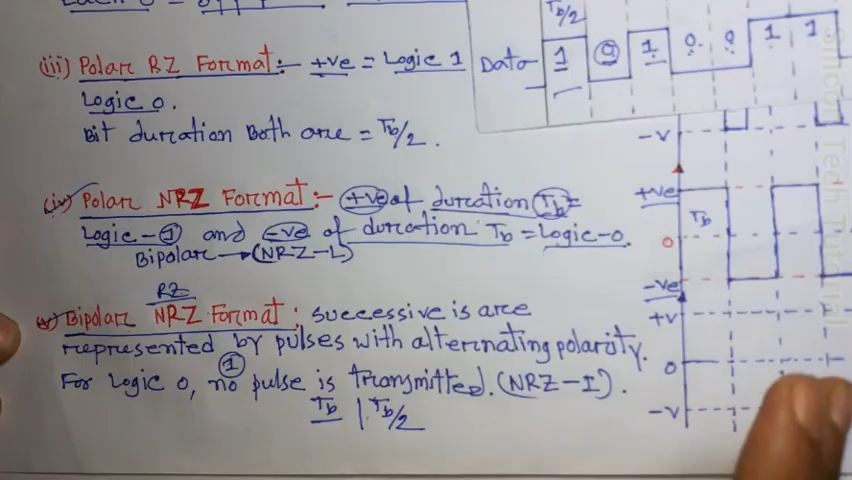 (iii) Polar RZ Format:- +ve = Logic 1
Logic 0.
Bit duration Both are = Tb/2.
(iv) Polar NRZ Format:- +ve of duration Tb =
Logic-1 and -ve of duration Tb = Logic-0.
Bipolar → (NRZ-L)
RZ
(v) Bipolar NRZ Format: successive is are
represented by pulses with alternating polarity.
(1)
For Logic 0, no pulse is transmitted. (NRZ-I).
Tb | Tb/2
Tb/2
Data 1 0 1 0 0 1 1
-V
+ve
Tb
0
-ve
+V
0
-V
Silicon Tech Tutorial